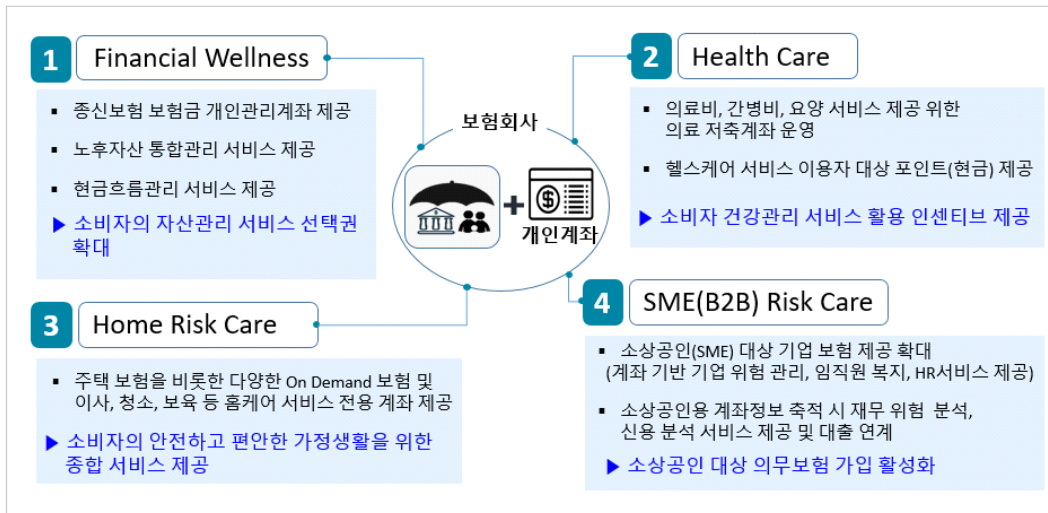 1 Financial Wellness
▪ 종신보험 보험금 개인관리계좌 제공
▪ 노후자산 통합관리 서비스 제공
▪ 현금흐름관리 서비스 제공
▶ 소비자의 자산관리 서비스 선택권
확대
보험회사
$
+
개인계좌
2 Health Care
▪ 의료비, 간병비, 요양 서비스 제공 위한
의료 저축계좌 운영
▪ 헬스케어 서비스 이용자 대상 포인트(현금) 제공
▶ 소비자 건강관리 서비스 활용 인센티브 제공
3 Home Risk Care
▪ 주택 보험을 비롯한 다양한 On Demand 보험 및
이사, 청소, 보육 등 홈케어 서비스 전용 계좌 제공
▶ 소비자의 안전하고 편안한 가정생활을 위한
종합 서비스 제공
4 SME(B2B) Risk Care
▪ 소상공인(SME) 대상 기업 보험 제공 확대
(계좌 기반 기업 위험 관리, 임직원 복지, HR서비스 제공)
▪ 소상공인용 계좌정보 축적 시 재무 위험 분석,
신용 분석 서비스 제공 및 대출 연계
▶ 소상공인 대상 의무보험 가입 활성화